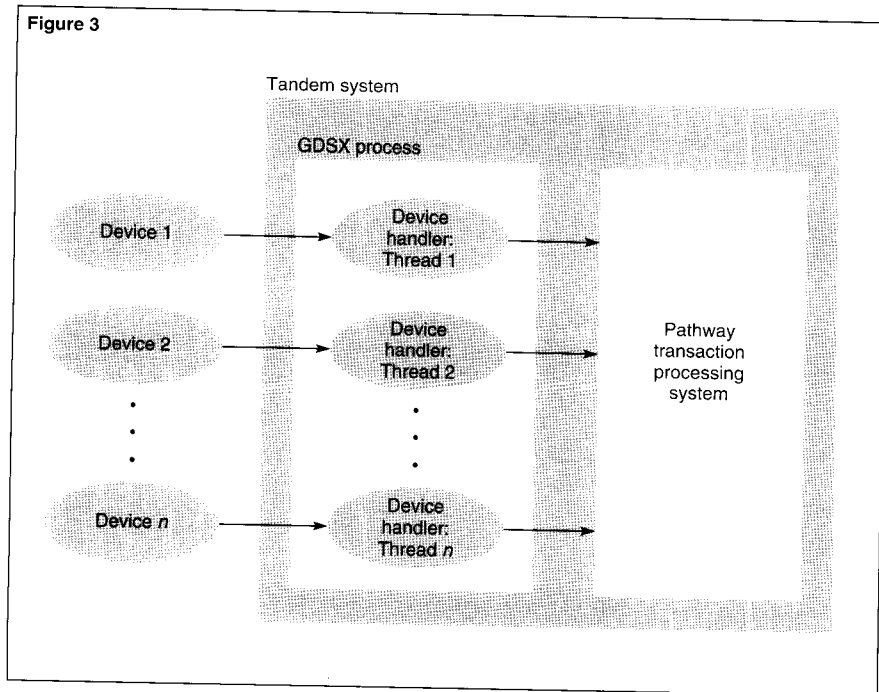 Figure 3
Tandem system
GDSX process
Device 1
Device
handler:
Thread 1
Device 2
Device
handler:
Thread 2
Pathway
transaction
processing
system
Device n
Device
handler:
Thread n